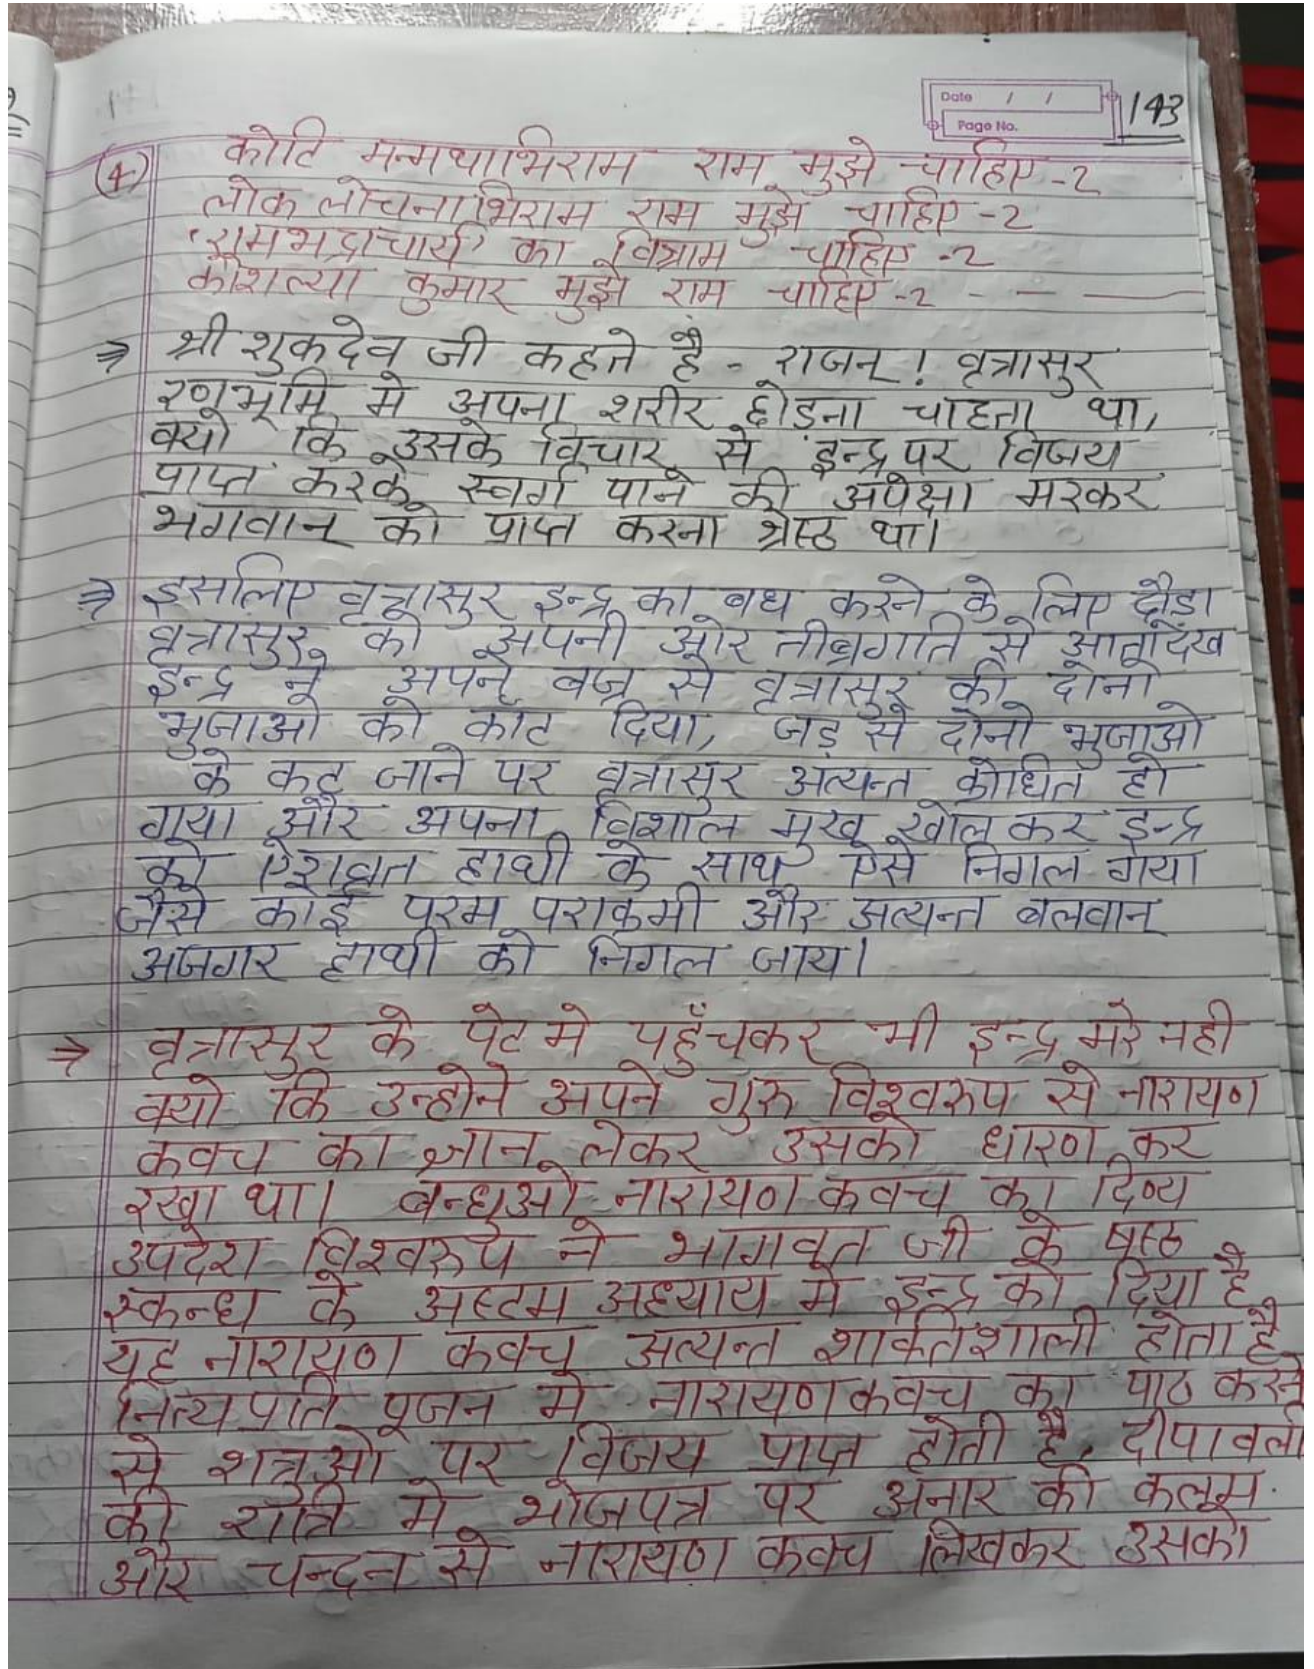 Date / /
Page No.
143
(4) कोटि मन्मथाभिराम राम मुझे चाहिए -2
लोक लोचनाभिराम राम मुझे चाहिए -2
'रामभद्राचार्य' का विश्राम चाहिए -2
कौशल्या कुमार मुझे राम चाहिए -2 - — —
⇒ श्री शुकदेव जी कहते है - राजन् ! वृत्रासुर
रणभूमि मे अपना शरीर छोड़ना चाहता था,
क्यो कि उसके विचार से इन्द्र पर विजय
प्राप्त करके स्वर्ग पाने की अपेक्षा मरकर
भगवान् को प्राप्त करना श्रेस्ठ था।
⇒ इसलिए वृत्रासुर इन्द्र का बध करने के लिए दौड़ा
वृत्रासुर को अपनी ओर तीब्रगति से आता देख
इन्द्र ने अपने बज्र से वृत्रासुर की दोनो
भुजाओ को काट दिया, जड़ से दोनो भुजाओ
के कट जाने पर वृत्रासुर अत्यन्त क्रोधित हो
गया और अपना विशाल मुख खोल कर इन्द्र
को ऐरावत हाथी के साथ ऐसे निगल गया
जैसे कोई परम पराक्रमी और अत्यन्त बलवान्
अजगर हाथी को निगल जाय।
⇒ वृत्रासुर के पेट मे पहुँचकर भी इन्द्र मरे नही
क्यो कि उन्होने अपने गुरु विश्वरुप से नारायण
कवच का ज्ञान लेकर उसको धारण कर
रखा था। बन्धुओ नारायण कवच का दिव्य
उपदेश विश्वरुप ने भागवत जी के षस्ठ
स्कन्ध के अस्टम अध्याय मे इन्द्र को दिया है
यह नारायण कवच अत्यन्त शक्तिशाली होता है
नित्य प्रति पूजन मे नारायण कवच का पाठ करने
से शत्रुओ पर विजय प्राप्त होती है, दीपावली
की रात्रि मे भोजपत्र पर अनार की कलम
और चन्दन से नारायण कवच लिखकर उसको